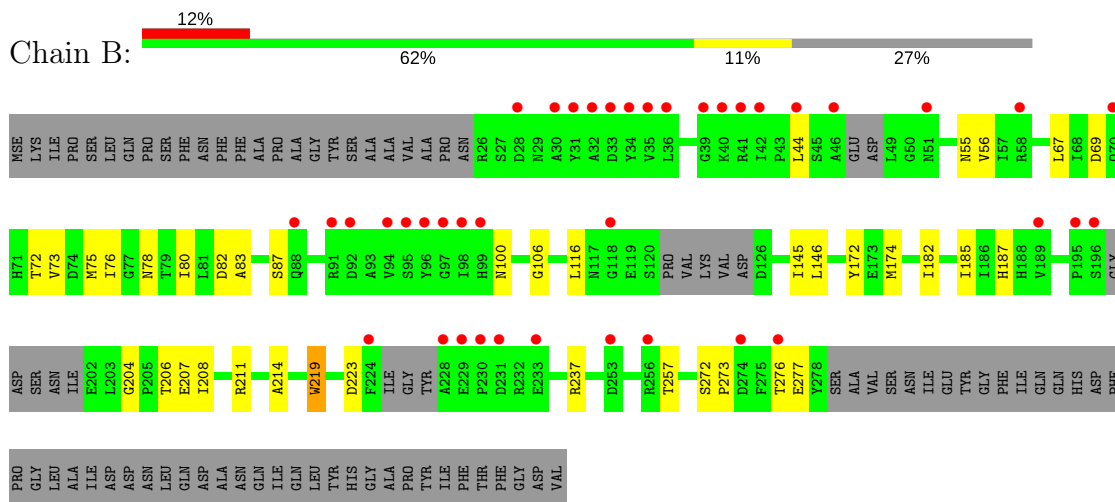 12%
Chain B:
62% 11% 27%
MSE LYS ILE PRO SER LEU GLN PRO SER PHE ASN PHE PHE ALA PRO ALA GLY TYR SER ALA ALA VAL ALA PRO ASN R26 S27 D28 N29 A30 Y31 A32 D33 Y34 V35 L36 G39 K40 R41 I42 P43 L44 S45 A46 GLU ASP L49 G50 N51 N55 V56 I57 R58 L67 I68 D69
H71 T72 V73 D74 M75 I76 G77 N78 T79 I80 L81 D82 A83 S87 Q88 R91 D92 A93 V94 S95 Y96 G97 I98 H99 N100 G106 L116 N117 G118 E119 S120 PRO VAL LYS VAL ASP D126 I145 L146 Y172 E173 M174 I182 I185 I186 H187 H188 V189 P195 S196
ASP SER ASN ILE E202 L203 G204 P205 T206 E207 I208 R211 A214 W219 D223 F224 ILE GLY TYR A228 E229 P230 D231 R232 E233 R237 D253 R256 T257 S272 P273 D274 F275 T276 E277 Y278 SER ALA VAL SER ASN ILE GLU TYR GLY PHE ILE GLN GLN HIS ASP PHE
PRO GLY LEU ALA ILE ASP ASP ASN LEU GLN ASP ALA ASN GLN ILE GLN LEU TYR HIS GLY ALA PRO TYR ILE PHE THR PHE GLY ASP VAL